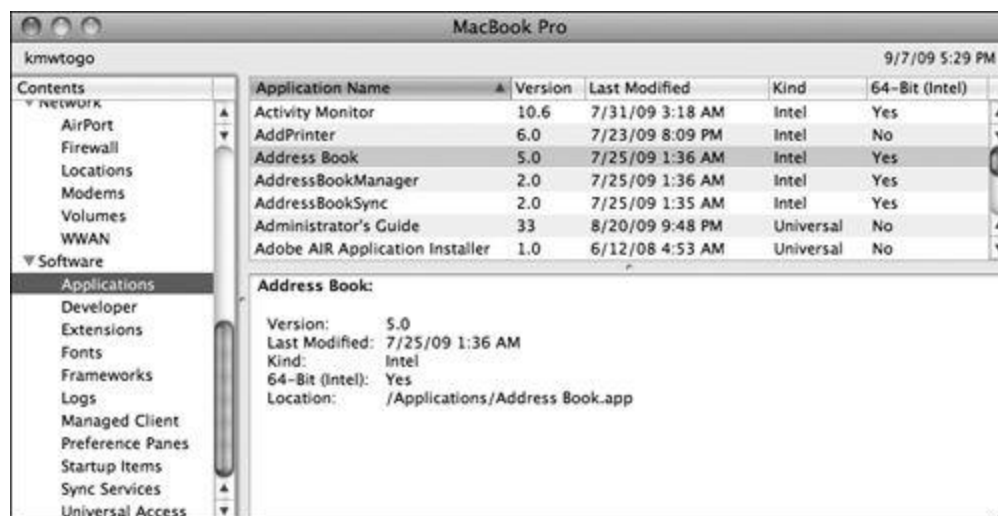 MacBook Pro
kmwtogo 9/7/09 5:29 PM
Contents
Network
AirPort
Firewall
Locations
Modems
Volumes
WWAN
Software
Applications
Developer
Extensions
Fonts
Frameworks
Logs
Managed Client
Preference Panes
Startup Items
Sync Services
Universal Access
Application Name Version Last Modified Kind 64-Bit (Intel)
Activity Monitor 10.6 7/31/09 3:18 AM Intel Yes
AddPrinter 6.0 7/23/09 8:09 PM Intel No
Address Book 5.0 7/25/09 1:36 AM Intel Yes
AddressBookManager 2.0 7/25/09 1:36 AM Intel Yes
AddressBookSync 2.0 7/25/09 1:35 AM Intel Yes
Administrator's Guide 33 8/20/09 9:48 PM Universal No
Adobe AIR Application Installer 1.0 6/12/08 4:53 AM Universal No
Address Book:
Version: 5.0
Last Modified: 7/25/09 1:36 AM
Kind: Intel
64-Bit (Intel): Yes
Location: /Applications/Address Book.app